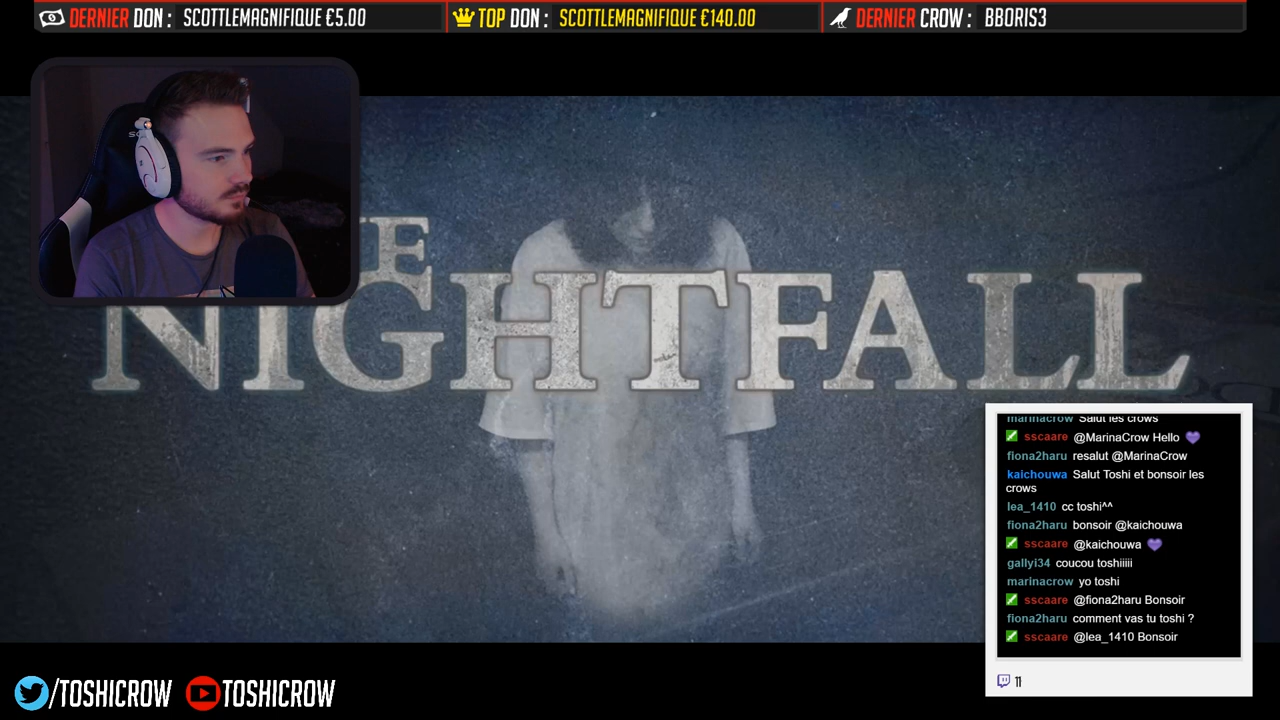 DERNIER DON : SCOTTLEMAGNIFIQUE €5.00
TOP DON : SCOTTLEMAGNIFIQUE €140.00
DERNIER CROW : BBORIS3
NIGHTFALL
marinacrow Salut les crows
sscaare @MarinaCrow Hello 💜
fiona2haru resalut @MarinaCrow
kaichouwa Salut Toshi et bonsoir les
crows
lea_1410 cc toshi^^
fiona2haru bonsoir @kaichouwa
sscaare @kaichouwa 💜
gallyi34 coucou toshiiiii
marinacrow yo toshi
sscaare @fiona2haru Bonsoir
fiona2haru comment vas tu toshi ?
sscaare @lea_1410 Bonsoir
11
/TOSHICROW
TOSHICROW